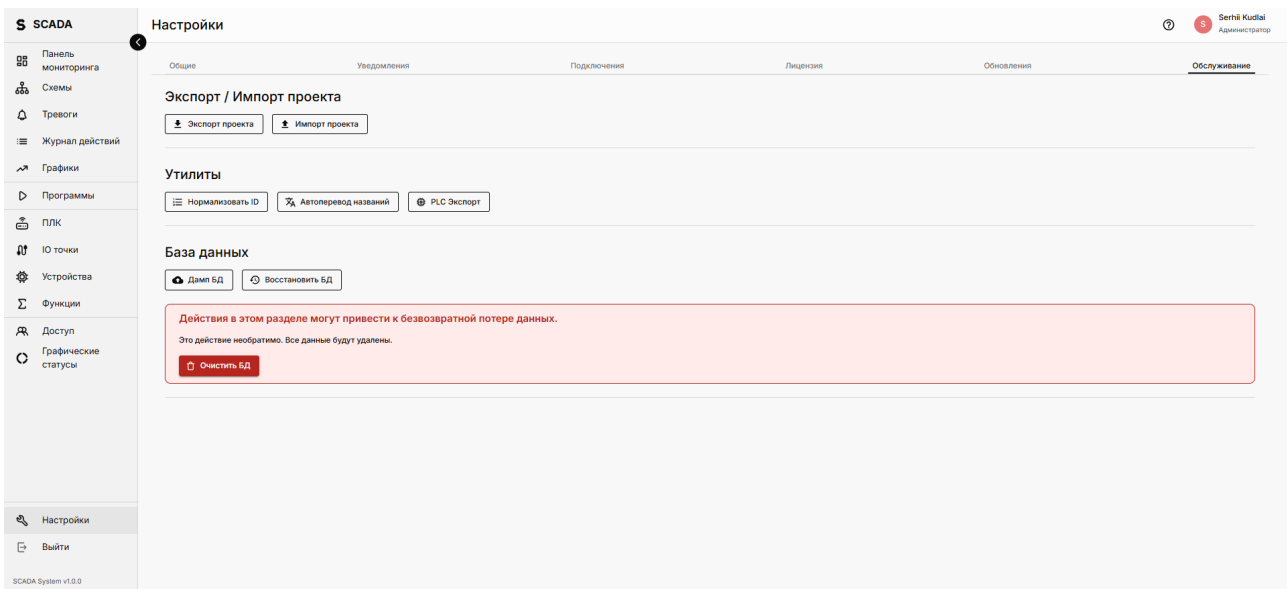 S SCADA
Настройки
S
Serhii Kudlai
Администратор
Панель
мониторинга
Схемы
Тревоги
Журнал действий
Графики
Программы
ПЛК
IO точки
Устройства
Функции
Доступ
Графические
статусы
Настройки
Выйти
SCADA System v1.0.0
Общие Уведомления Подключения Лицензия Обновления Обслуживание
Экспорт / Импорт проекта
Экспорт проекта Импорт проекта
Утилиты
Нормализовать ID Автоперевод названий PLC Экспорт
База данных
Дамп БД Восстановить БД
Действия в этом разделе могут привести к безвозвратной потере данных.
Это действие необратимо. Все данные будут удалены.
Очистить БД